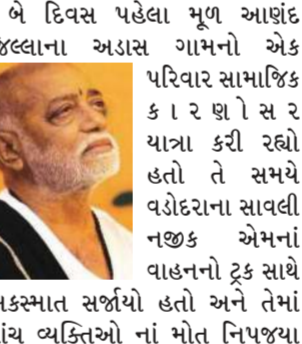 બે દિવસ પહેલા મૂળ આણંદ
જિલ્લાના અડાસ ગામનો એક
પરિવાર સામાજિક
કારણોસર
યાત્રા કરી રહ્યો
હતો તે સમયે
વડોદરાના સાવલી
નજીક એમનાં
વાહનનો ટ્રક સાથે
અકસ્માત સર્જાયો હતો અને તેમાં
પાંચ વ્યક્તિઓ નાં મોત નિપજયા